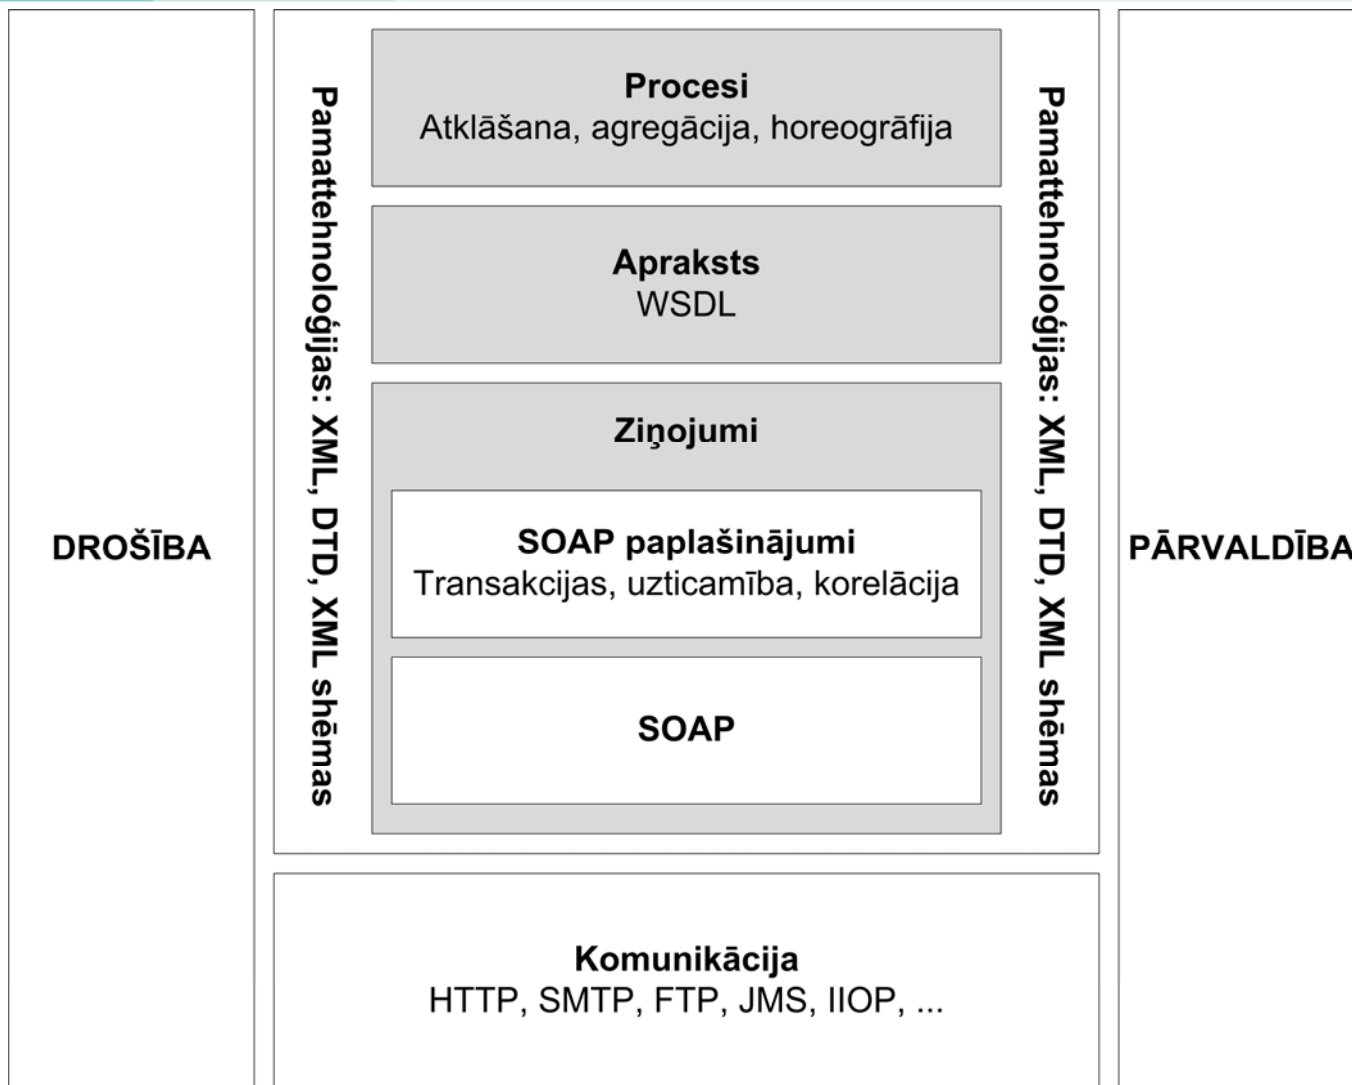 DROŠĪBA
Pamattehnoloģijas: XML, DTD, XML shēmas
Procesi
Atklāšana, agregācija, horeogrāfija
Apraksts
WSDL
Ziņojumi
SOAP paplašinājumi
Transakcijas, uzticamība, korelācija
SOAP
Pamattehnoloģijas: XML, DTD, XML shēmas
PĀRVALDĪBA
Komunikācija
HTTP, SMTP, FTP, JMS, IIOP, ...